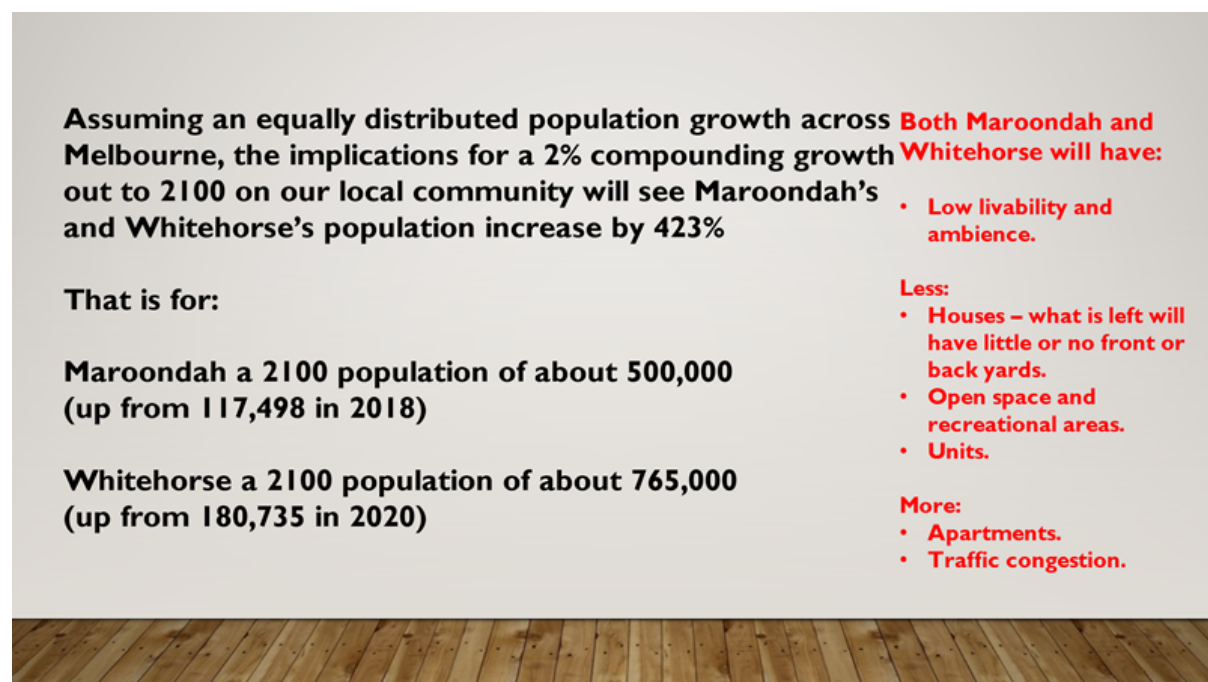 Assuming an equally distributed population growth across
Melbourne, the implications for a 2% compounding growth
out to 2100 on our local community will see Maroondah’s
and Whitehorse’s population increase by 423%
That is for:
Maroondah a 2100 population of about 500,000
(up from 117,498 in 2018)
Whitehorse a 2100 population of about 765,000
(up from 180,735 in 2020)
Both Maroondah and
Whitehorse will have:
• Low livability and
ambience.
Less:
• Houses – what is left will
have little or no front or
back yards.
• Open space and
recreational areas.
• Units.
More:
• Apartments.
• Traffic congestion.